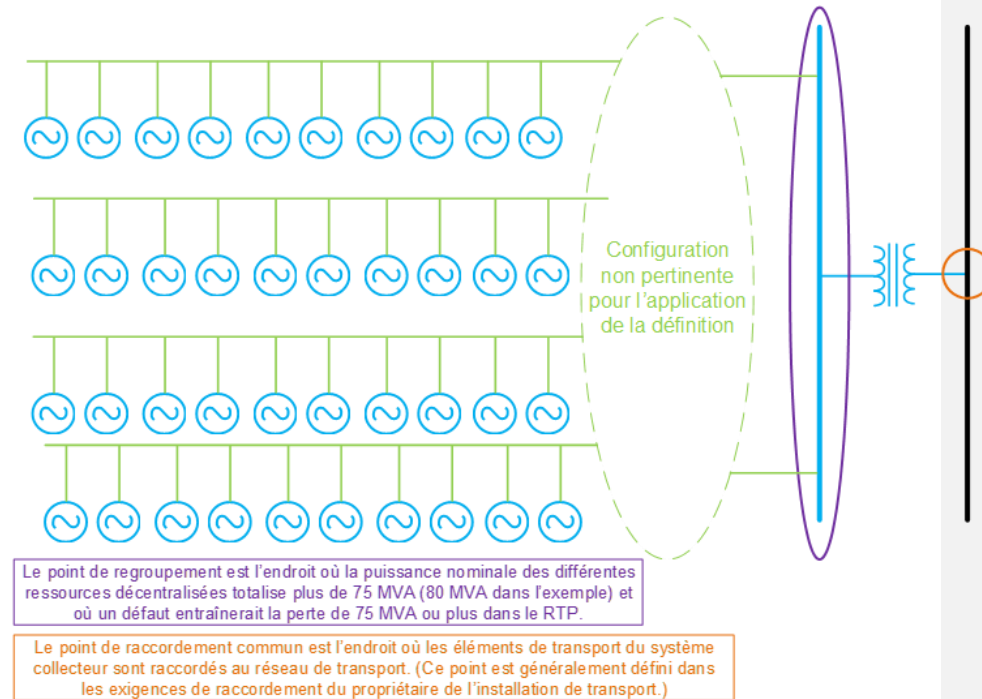 Configuration
non pertinente
pour l'application
de la définition
Le point de regroupement est l'endroit où la puissance nominale des différentes
ressources décentralisées totalise plus de 75 MVA (80 MVA dans l'exemple) et
où un défaut entraînerait la perte de 75 MVA ou plus dans le RTP.
Le point de raccordement commun est l'endroit où les éléments de transport du système
collecteur sont raccordés au réseau de transport. (Ce point est généralement défini dans
les exigences de raccordement du propriétaire de l'installation de transport.)